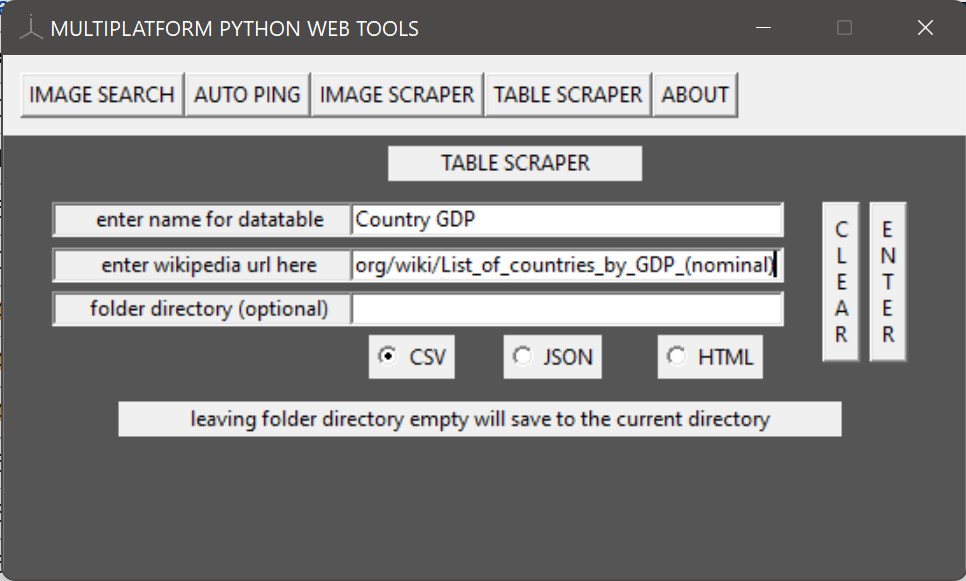 MULTIPLATFORM PYTHON WEB TOOLS
IMAGE SEARCH AUTO PING IMAGE SCRAPER TABLE SCRAPER ABOUT
TABLE SCRAPER
enter name for datatable Country GDP
enter wikipedia url here org/wiki/List_of_countries_by_GDP_(nominal)
folder directory (optional)
CSV JSON HTML
CLEAR
ENTER
leaving folder directory empty will save to the current directory